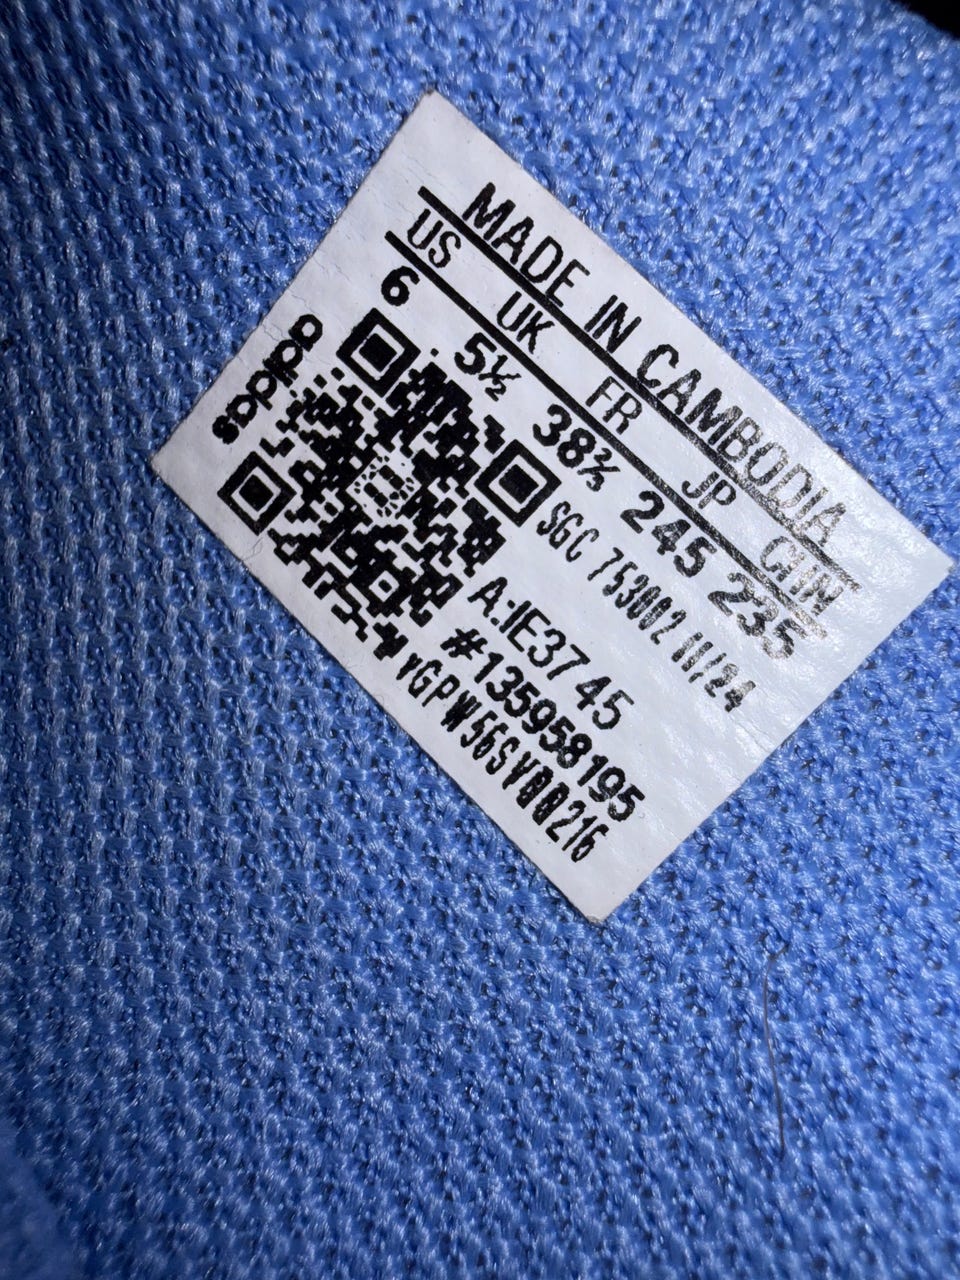 MADE IN CAMBODIA
US UK FR JP CHN
6 5½ 38⅔ 245 235
adidas
SGC 753002 11/24
A:IE3745
#135958195
YGPW56SV00216